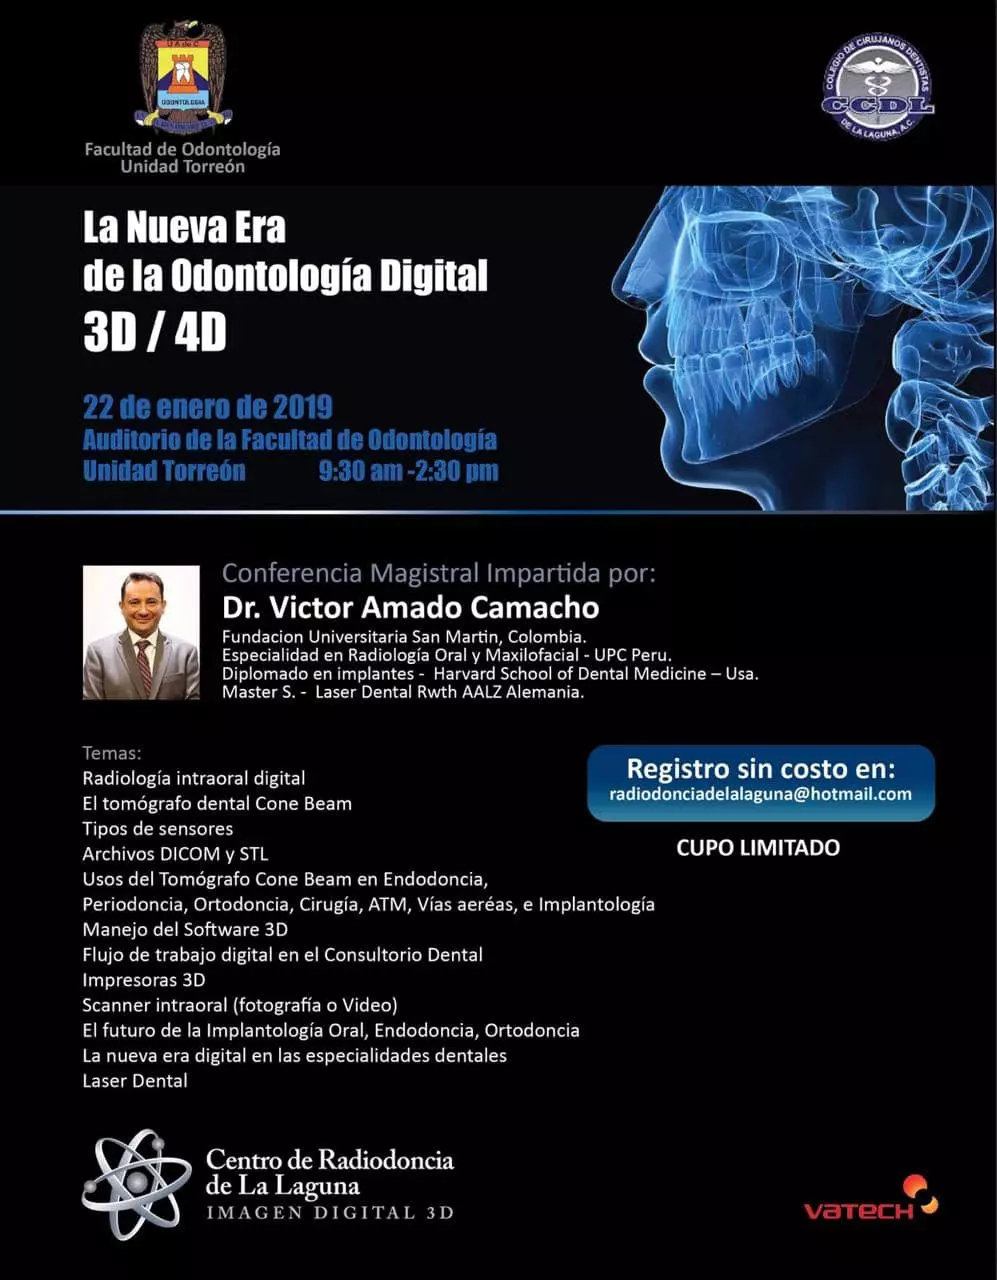 U A de C
ODONTOLOGIA
Facultad de Odontología
Unidad Torreón
COLEGIO DE CIRUJANOS DENTISTAS
CCDL
DE LA LAGUNA, A.C.
La Nueva Era
de la Odontología Digital
3D / 4D
22 de enero de 2019
Auditorio de la Facultad de Odontología
Unidad Torreón 9:30 am -2:30 pm
Conferencia Magistral Impartida por:
Dr. Victor Amado Camacho
Fundacion Universitaria San Martin, Colombia.
Especialidad en Radiología Oral y Maxilofacial - UPC Peru.
Diplomado en implantes - Harvard School of Dental Medicine – Usa.
Master S. - Laser Dental Rwth AALZ Alemania.
Temas:
Radiología intraoral digital
El tomógrafo dental Cone Beam
Tipos de sensores
Archivos DICOM y STL
Usos del Tomógrafo Cone Beam en Endodoncia,
Periodoncia, Ortodoncia, Cirugía, ATM, Vías aeréas, e Implantología
Manejo del Software 3D
Flujo de trabajo digital en el Consultorio Dental
Impresoras 3D
Scanner intraoral (fotografía o Video)
El futuro de la Implantología Oral, Endodoncia, Ortodoncia
La nueva era digital en las especialidades dentales
Laser Dental
Registro sin costo en:
radiodonciadelalaguna@hotmail.com
CUPO LIMITADO
Centro de Radiodoncia
de La Laguna
IMAGEN DIGITAL 3D
vatech